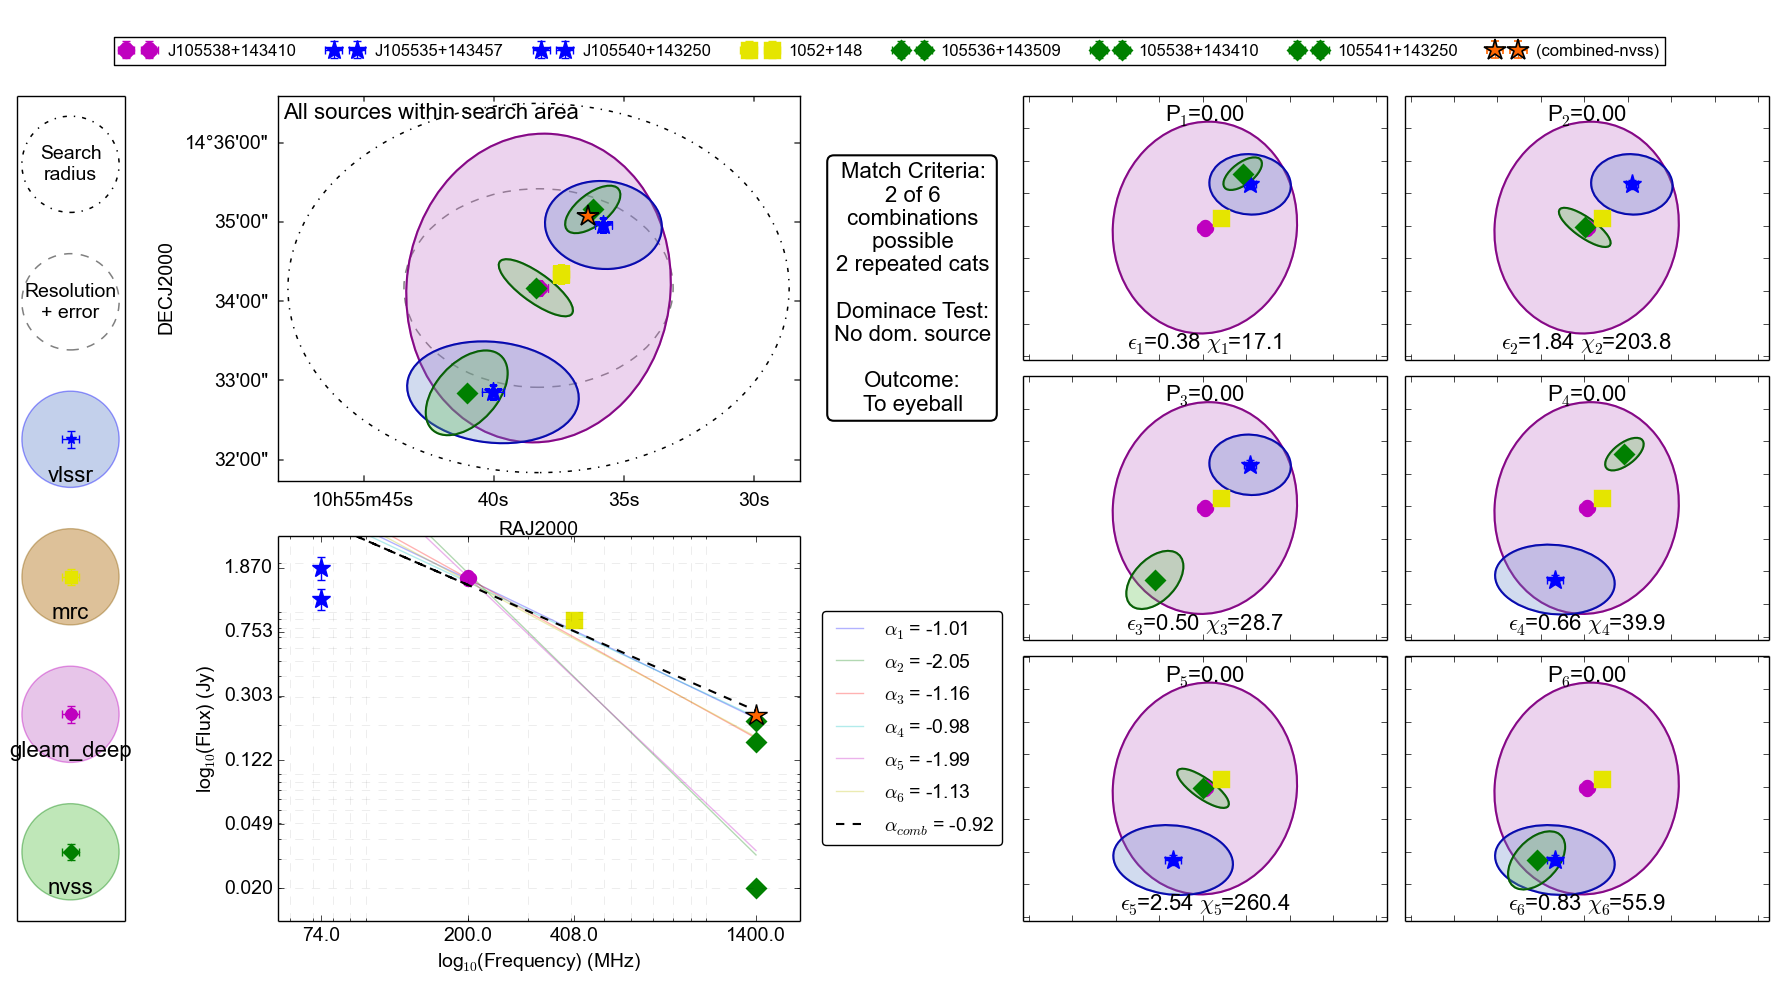 J105538+143410 J105535+143457 J105540+143250 1052+148 105536+143509 105538+143410 105541+143250 (combined-nvss)
Search
radius
Resolution
+ error
vlssr
mrc
gleam_deep
nvss
All sources within search area
14°36'00"
35'00"
34'00"
33'00"
32'00"
DECJ2000
10h55m45s 40s 35s 30s
RAJ2000
Match Criteria:
2 of 6
combinations
possible
2 repeated cats
Dominace Test:
No dom. source
Outcome:
To eyeball
1.870
0.753
0.303
0.122
0.049
0.020
log₁₀(Flux) (Jy)
74.0 200.0 408.0 1400.0
log₁₀(Frequency) (MHz)
α₁ = -1.01
α₂ = -2.05
α₃ = -1.16
α₄ = -0.98
α₅ = -1.99
α₆ = -1.13
α_comb = -0.92
P₁=0.00
ϵ₁=0.38 χ₁=17.1
P₂=0.00
ϵ₂=1.84 χ₂=203.8
P₃=0.00
ϵ₃=0.50 χ₃=28.7
P₄=0.00
ϵ₄=0.66 χ₄=39.9
P₅=0.00
ϵ₅=2.54 χ₅=260.4
P₆=0.00
ϵ₆=0.83 χ₆=55.9